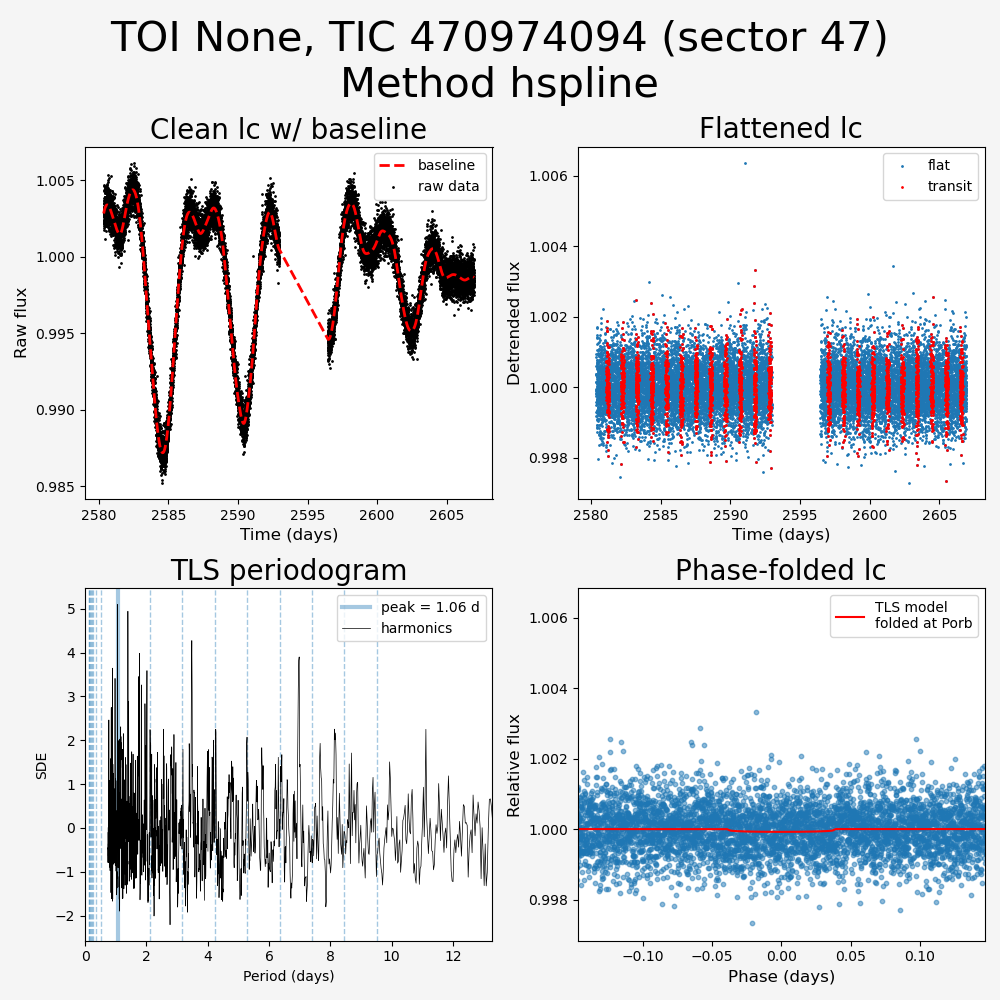 TOI None, TIC 470974094 (sector 47)
Method hspline
Clean lc w/ baseline
Raw flux
1.005
1.000
0.995
0.990
0.985
baseline
raw data
2580 2585 2590 2595 2600 2605
Time (days)
Flattened lc
Detrended flux
1.006
1.004
1.002
1.000
0.998
flat
transit
2580 2585 2590 2595 2600 2605
Time (days)
TLS periodogram
SDE
5
4
3
2
1
0
−1
−2
peak = 1.06 d
harmonics
0 2 4 6 8 10 12
Period (days)
Phase-folded lc
Relative flux
1.006
1.004
1.002
1.000
0.998
TLS model
folded at Porb
−0.10 −0.05 0.00 0.05 0.10
Phase (days)